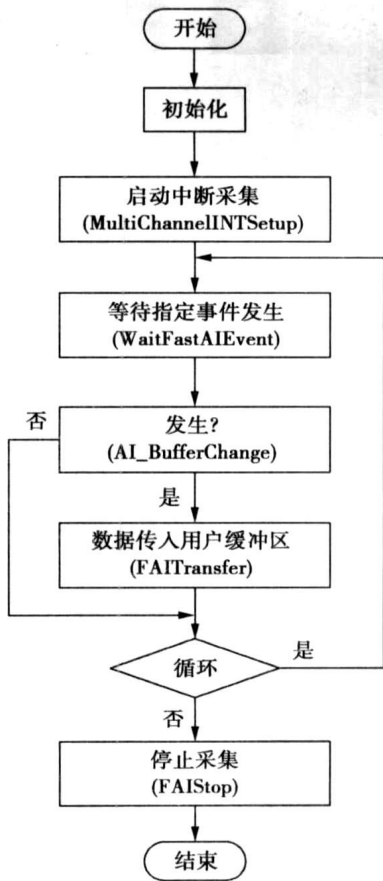 开始
初始化
启动中断采集
(MultiChannelINTSetup)
等待指定事件发生
(WaitFastAIEvent)
否
发生?
(AI_BufferChange)
是
数据传入用户缓冲区
(FAITransfer)
循环
是
否
停止采集
(FAIStop)
结束